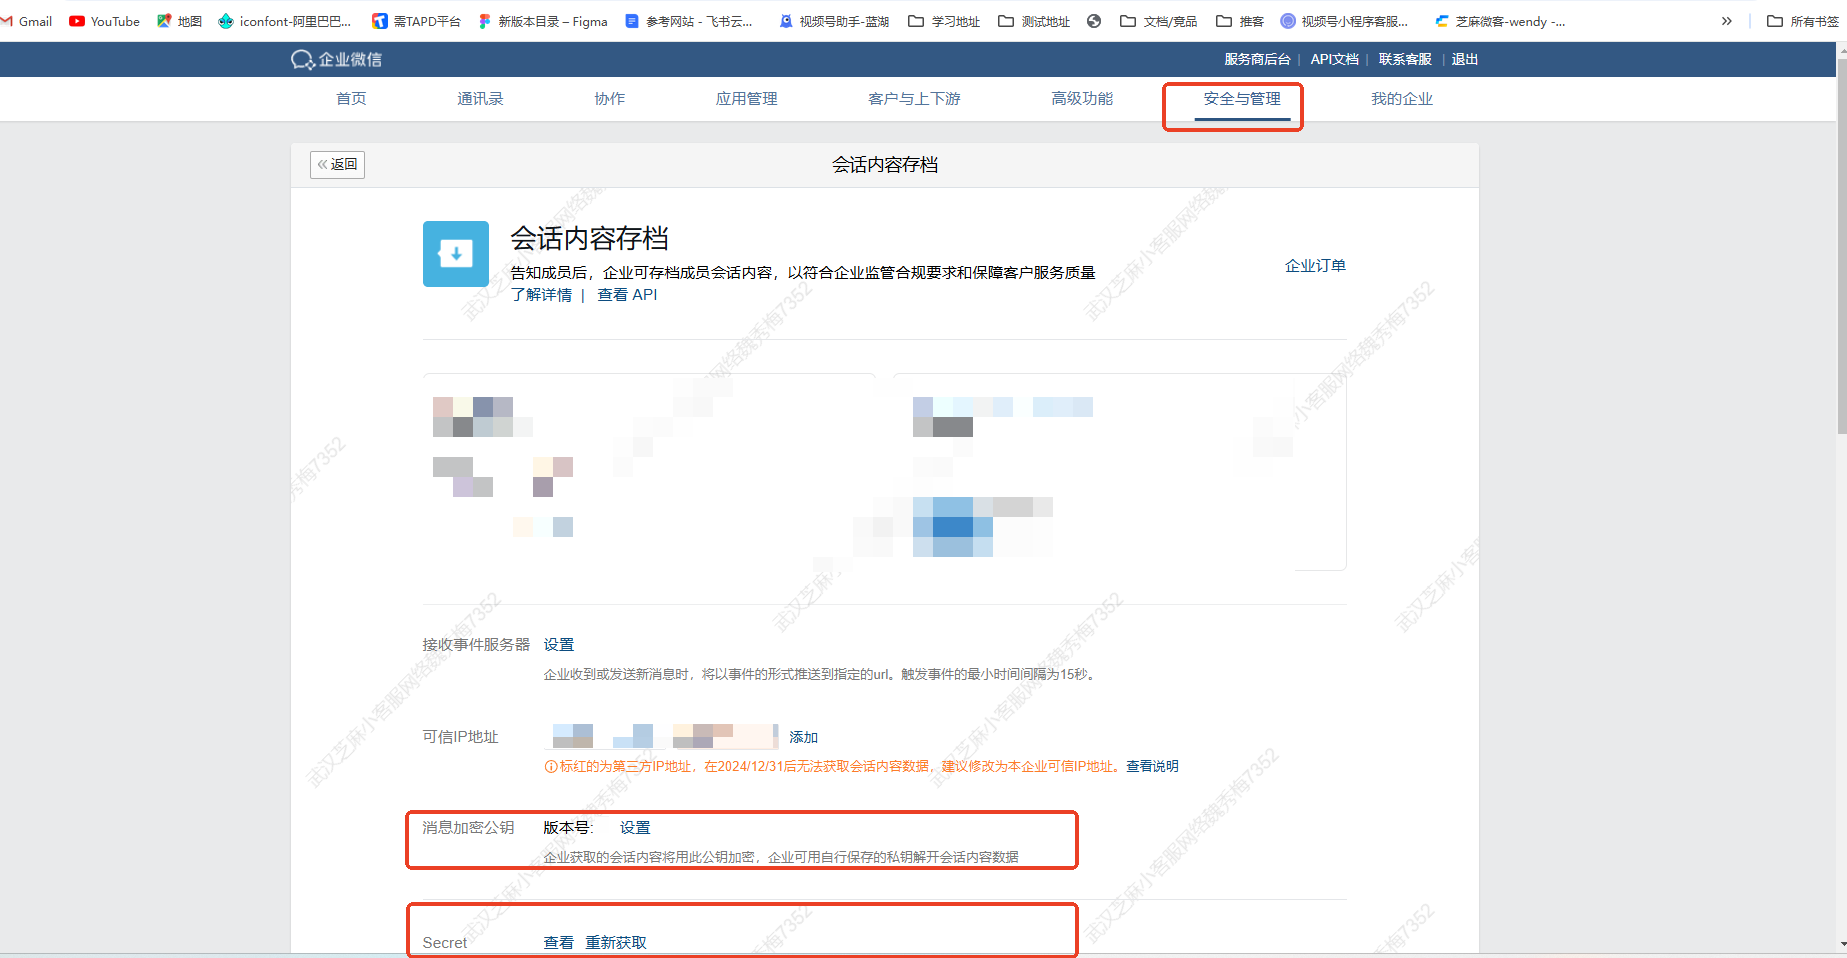 Gmail YouTube 地图 iconfont-阿里巴巴... 需TAPD平台 新版本目录 – Figma 参考网站 - 飞书云... 视频号助手-蓝湖 学习地址 测试地址 文档/竞品 推客 视频号小程序客服... 芝麻微客-wendy -... » 所有书签
企业微信 服务商后台 | API文档 | 联系客服 | 退出
首页 通讯录 协作 应用管理 客户与上下游 高级功能 安全与管理 我的企业
«返回 会话内容存档
会话内容存档
告知成员后，企业可存档成员会话内容，以符合企业监管合规要求和保障客户服务质量
企业订单
了解详情 | 查看 API
接收事件服务器 设置
企业收到或发送新消息时，将以事件的形式推送到指定的url。触发事件的最小时间间隔为15秒。
可信IP地址 添加
标红的为第三方IP地址，在2024/12/31后无法获取会话内容数据，建议修改为本企业可信IP地址。查看说明
消息加密公钥 版本号: 设置
企业获取的会话内容将用此公钥加密，企业可用自行保存的私钥解开会话内容数据
Secret 查看 重新获取
武汉芝麻小客服网络魏秀梅7352